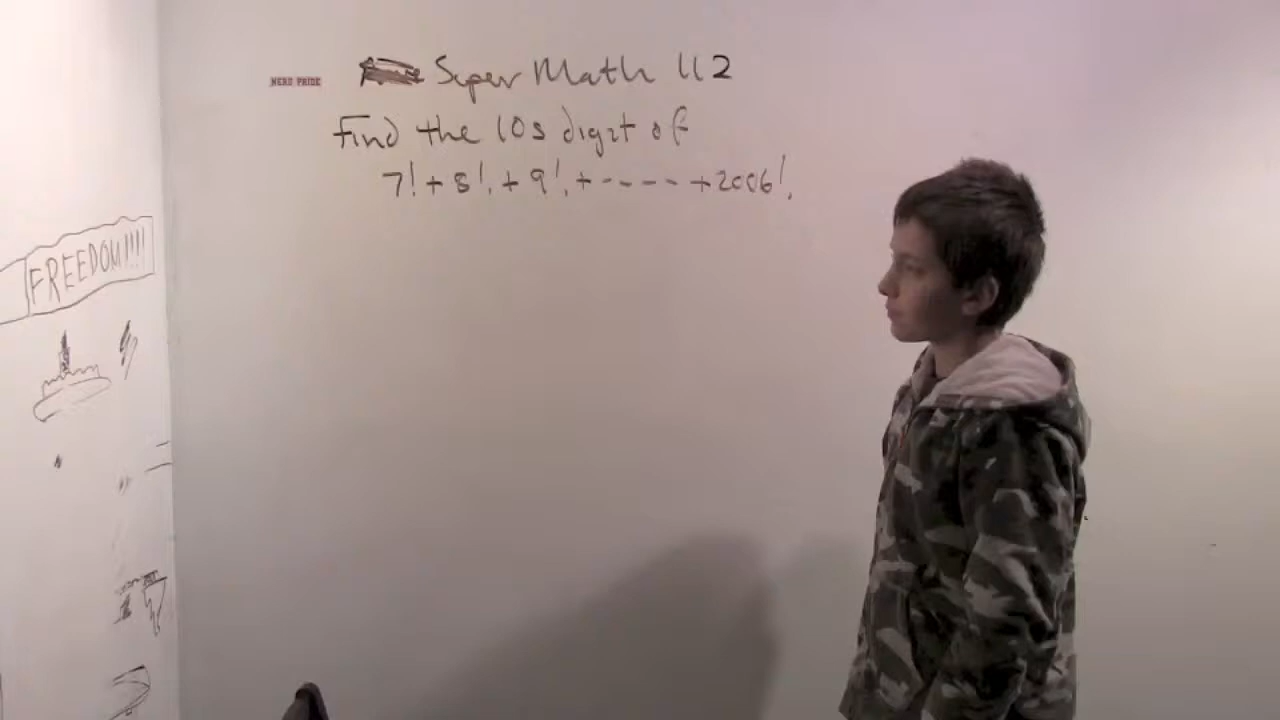 NERD PRIDE
Super Math 112
Find the 10s digit of
7! + 8! + 9! + ----- + 2006!.
FREEDOM!!!!